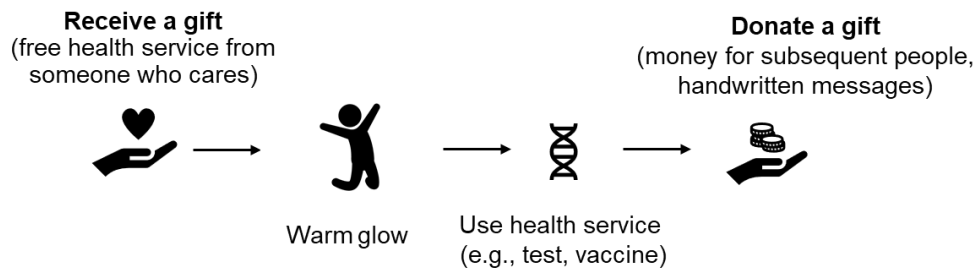 Receive a gift
(free health service from
someone who cares)
Donate a gift
(money for subsequent people,
handwritten messages)
Warm glow
Use health service
(e.g., test, vaccine)